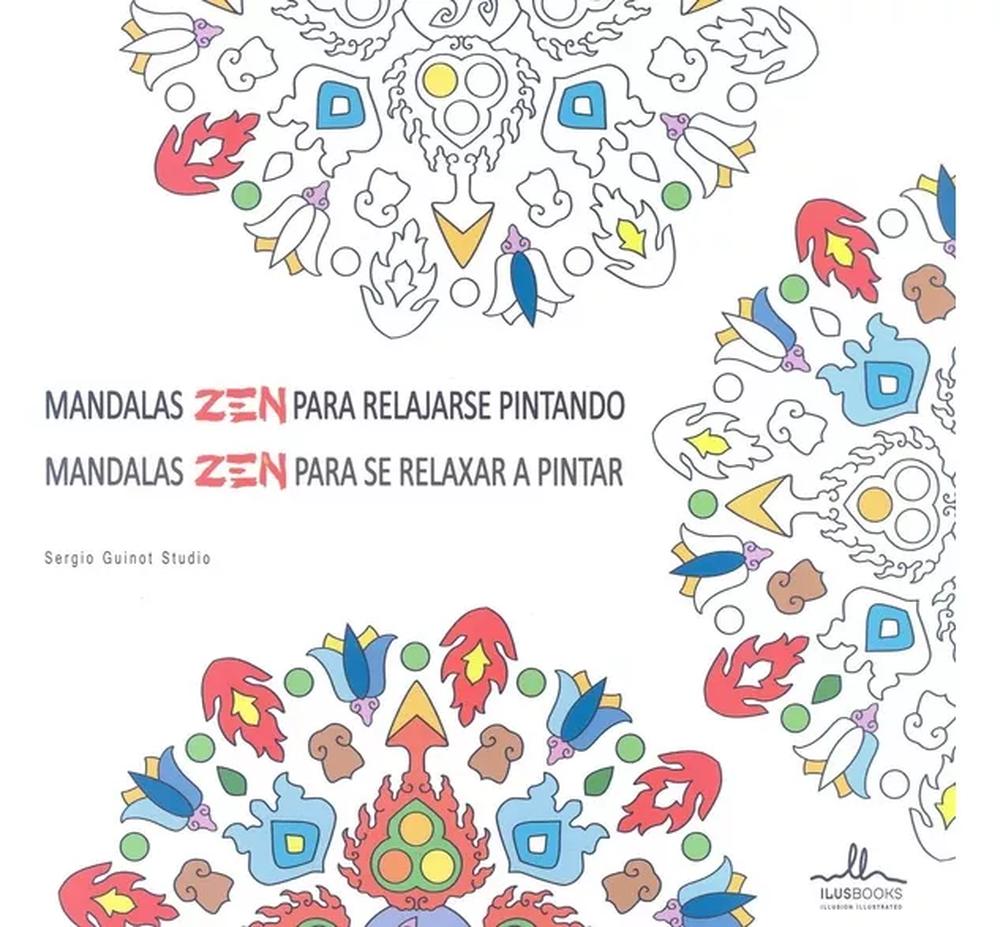 MANDALAS ZEN PARA RELAJARSE PINTANDO
MANDALAS ZEN PARA SE RELAXAR A PINTAR
Sergio Guinot Studio
ILUSBOOKS
ILLUSION ILLUSTRATED